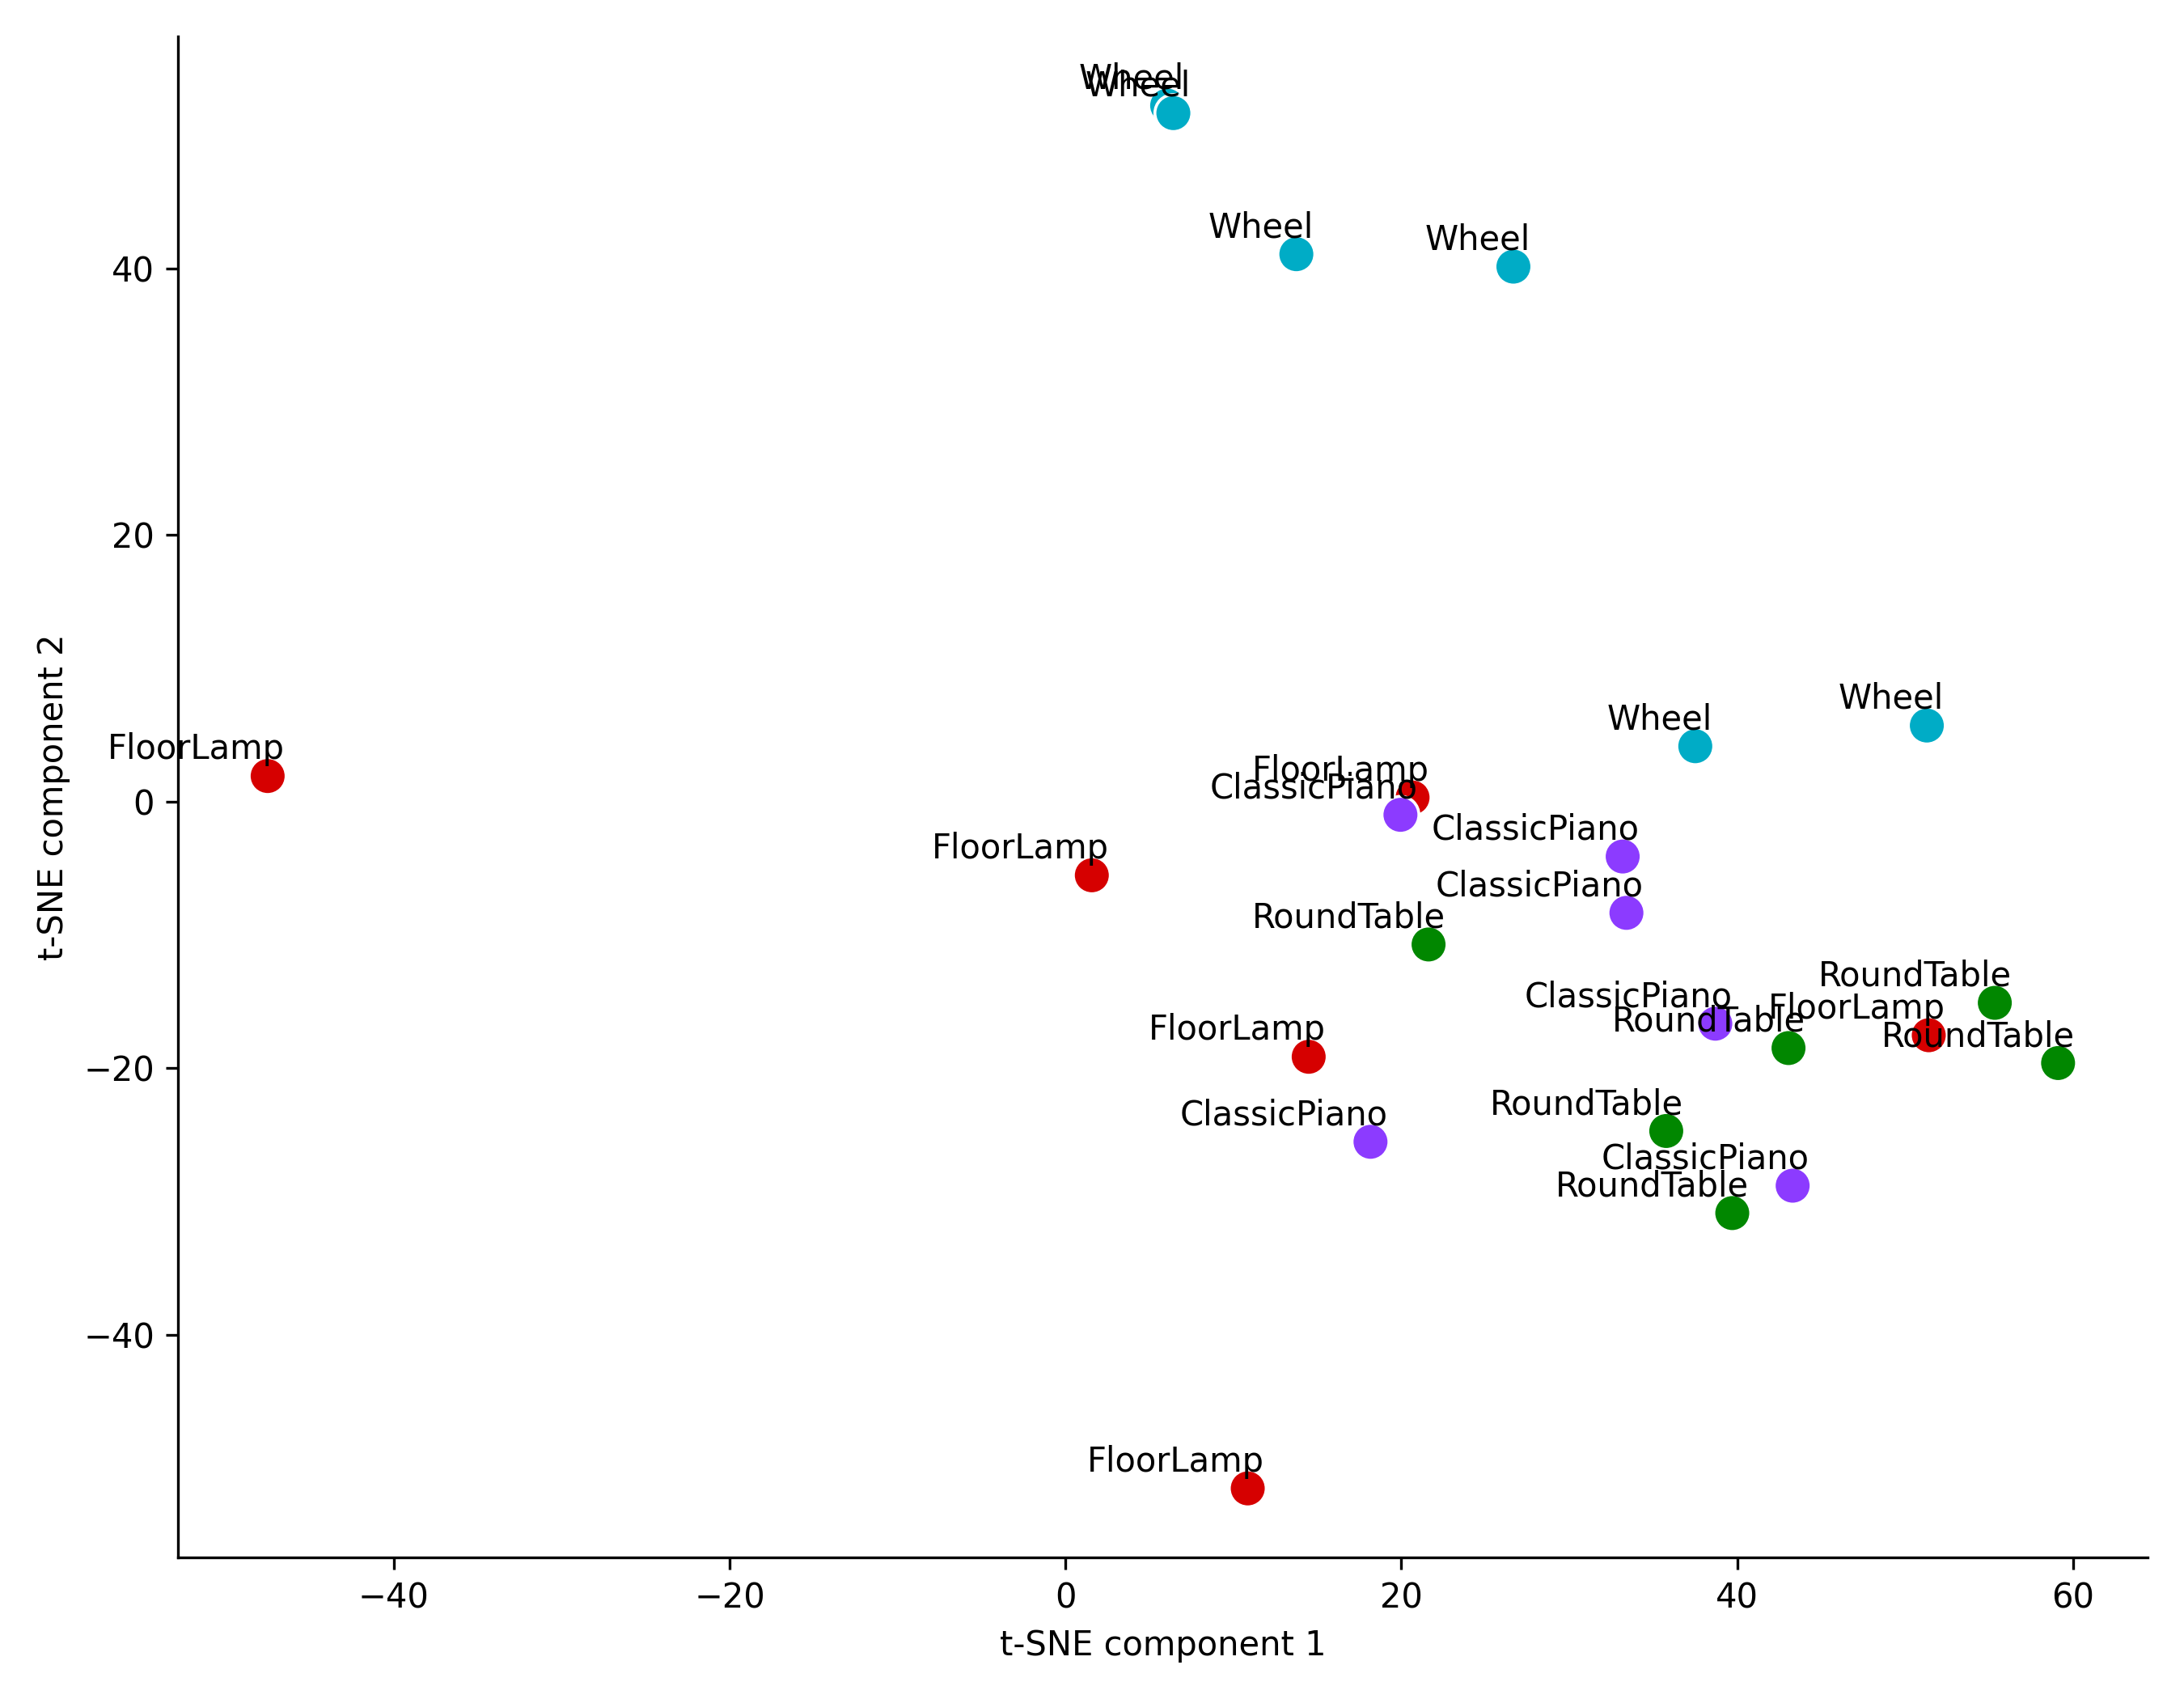 Wheel
Wheel
Wheel
Wheel
40
20
Wheel
Wheel
FloorLamp
FloorLamp
ClassicPiano
0
ClassicPiano
FloorLamp
ClassicPiano
RoundTable
RoundTable
ClassicPiano
FloorLamp
RoundTable
FloorLamp
RoundTable
−20
RoundTable
ClassicPiano
ClassicPiano
RoundTable
−40
FloorLamp
−40
−20
0
20
40
60
t-SNE component 1
t-SNE component 2